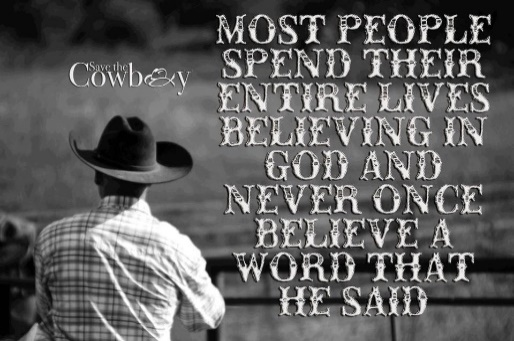 Save the
Cowboy
MOST PEOPLE
SPEND THEIR
ENTIRE LIVES
BELIEVING IN
GOD AND
NEVER ONCE
BELIEVE A
WORD THAT
HE SAID